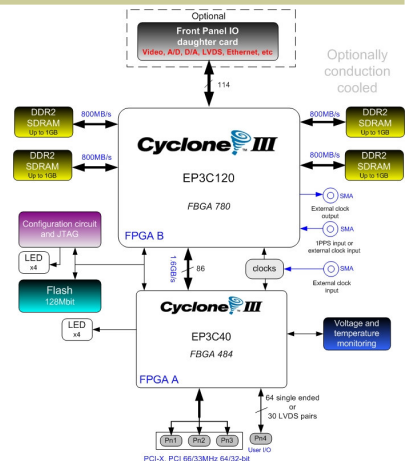 Optional
Front Panel IO
daughter card
Video, A/D, D/A, LVDS, Ethernet, etc
Optionally
conduction
cooled
114
DDR2
SDRAM
Up to 1GB
800MB/s
800MB/s
DDR2
SDRAM
Up to 1GB
Cyclone III
DDR2
SDRAM
Up to 1GB
800MB/s
800MB/s
DDR2
SDRAM
Up to 1GB
EP3C120
FBGA 780
SMA
External clock
output
Configuration circuit
and JTAG
SMA
1PPS input or
external clock input
FPGA B
LED
x4
1.6GB/s
86
clocks
SMA
External clock
input
Flash
128Mbit
Cyclone III
LED
x4
EP3C40
FBGA 484
Voltage and
temperature
monitoring
FPGA A
64 single ended
or
30 LVDS pairs
Pn1
Pn2
Pn3
Pn4
User I/O
PCI-X, PCI 66/33MHz 64/32-bit